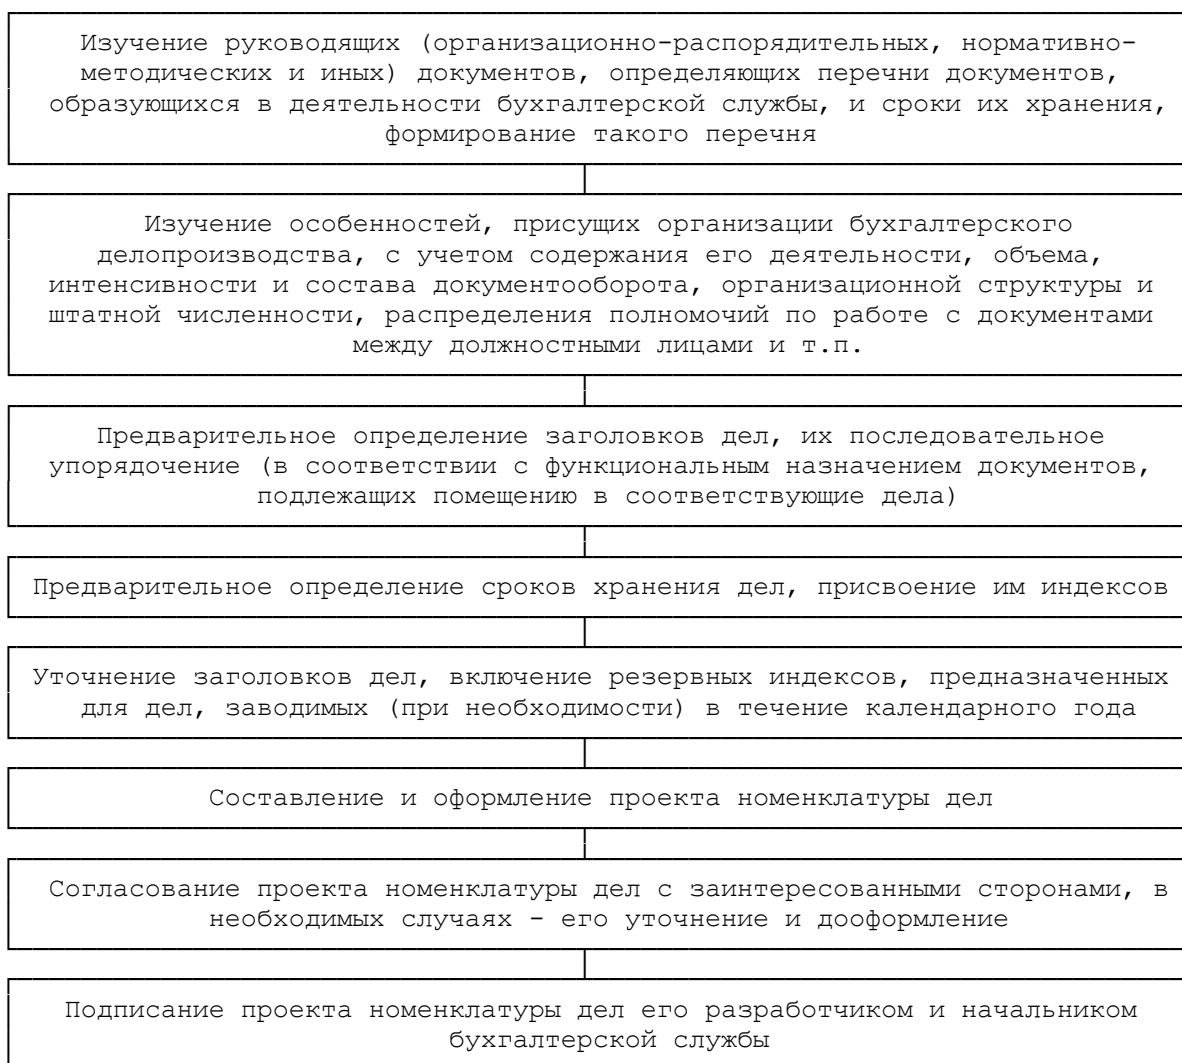 Изучение руководящих (организационно-распорядительных, нормативно-
методических и иных) документов, определяющих перечни документов,
образующихся в деятельности бухгалтерской службы, и сроки их хранения,
формирование такого перечня
Изучение особенностей, присущих организации бухгалтерского
делопроизводства, с учетом содержания его деятельности, объема,
интенсивности и состава документооборота, организационной структуры и
штатной численности, распределения полномочий по работе с документами
между должностными лицами и т.п.
Предварительное определение заголовков дел, их последовательное
упорядочение (в соответствии с функциональным назначением документов,
подлежащих помещению в соответствующие дела)
Предварительное определение сроков хранения дел, присвоение им индексов
Уточнение заголовков дел, включение резервных индексов, предназначенных
для дел, заводимых (при необходимости) в течение календарного года
Составление и оформление проекта номенклатуры дел
Согласование проекта номенклатуры дел с заинтересованными сторонами, в
необходимых случаях - его уточнение и дооформление
Подписание проекта номенклатуры дел его разработчиком и начальником
бухгалтерской службы